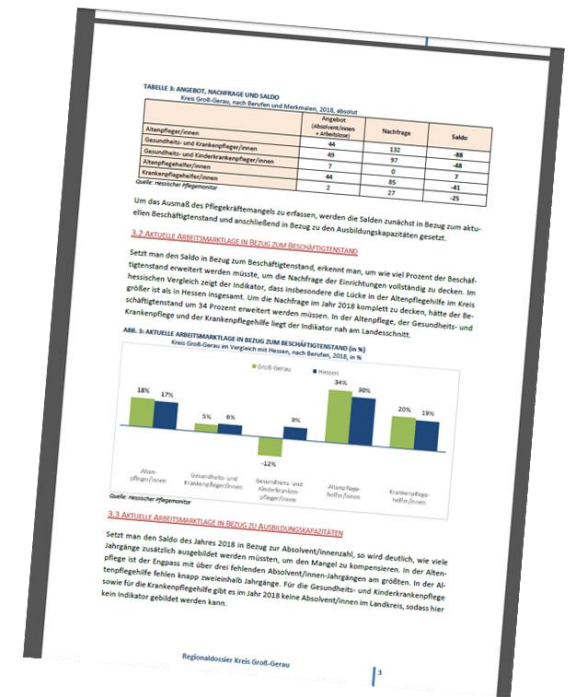 TABELLE 3: ANGEBOT, NACHFRAGE UND SALDO
Kreis Groß-Gerau, nach Berufen und Merkmalen, 2018, absolut
Angebot (Absolvent/innen + Arbeitslose) Nachfrage Saldo
Altenpfleger/innen 44 132 -88
Gesundheits- und Krankenpfleger/innen 49 97 -48
Gesundheits- und Kinderkrankenpfleger/innen 7 0 7
Altenpflegehelfer/innen 44 85 -41
Krankenpflegehelfer/innen 2 27 -25
Quelle: Hessischer Pflegemonitor
Um das Ausmaß des Pflegekräftemangels zu erfassen, werden die Salden zunächst in Bezug zum aktu-
ellen Beschäftigtenstand und anschließend in Bezug zu den Ausbildungskapazitäten gesetzt.
3.2 AKTUELLE ARBEITSMARKTLAGE IN BEZUG ZUM BESCHÄFTIGTENSTAND
Setzt man den Saldo in Bezug zum Beschäftigtenstand, erkennt man, um wie viel Prozent der Beschäf-
tigtenstand erweitert werden müsste, um die Nachfrage der Einrichtungen vollständig zu decken. Im
hessischen Vergleich zeigt der Indikator, dass insbesondere die Lücke in der Altenpflegehilfe im Kreis
größer ist als in Hessen insgesamt. Um die Nachfrage im Jahr 2018 komplett zu decken, hätte der Be-
schäftigtenstand um 34 Prozent erweitert werden müssen. In der Altenpflege, der Gesundheits- und
Krankenpflege und der Krankenpflegehilfe liegt der Indikator nah am Landesschnitt.
ABB. 3: AKTUELLE ARBEITSMARKTLAGE IN BEZUG ZUM BESCHÄFTIGTENSTAND (in %)
Kreis Groß-Gerau im Vergleich mit Hessen, nach Berufen, 2018, in %
Groß-Gerau Hessen
18% 17% 5% 6% -12% 8% 34% 30% 20% 19%
Alten-
pfleger/innen
Gesundheits- und
Krankenpfleger/innen
Gesundheits- und
Kinderkranken-
pfleger/innen
Altenpflege-
helfer/innen
Krankenpflege-
helfer/innen
Quelle: Hessischer Pflegemonitor
3.3 AKTUELLE ARBEITSMARKTLAGE IN BEZUG ZU AUSBILDUNGSKAPAZITÄTEN
Setzt man den Saldo des Jahres 2018 in Bezug zur Absolvent/innenzahl, so wird deutlich, wie viele
Jahrgänge zusätzlich ausgebildet werden müssten, um den Mangel zu kompensieren. In der Alten-
pflege ist der Engpass mit über drei fehlenden Absolvent/innen-Jahrgängen am größten. In der Al-
tenpflegehilfe fehlen knapp zweieinhalb Jahrgänge. Für die Gesundheits- und Kinderkrankenpflege
sowie für die Krankenpflegehilfe gibt es im Jahr 2018 keine Absolvent/innen im Landkreis, sodass hier
kein Indikator gebildet werden kann.
Regionaldossier Kreis Groß-Gerau
3